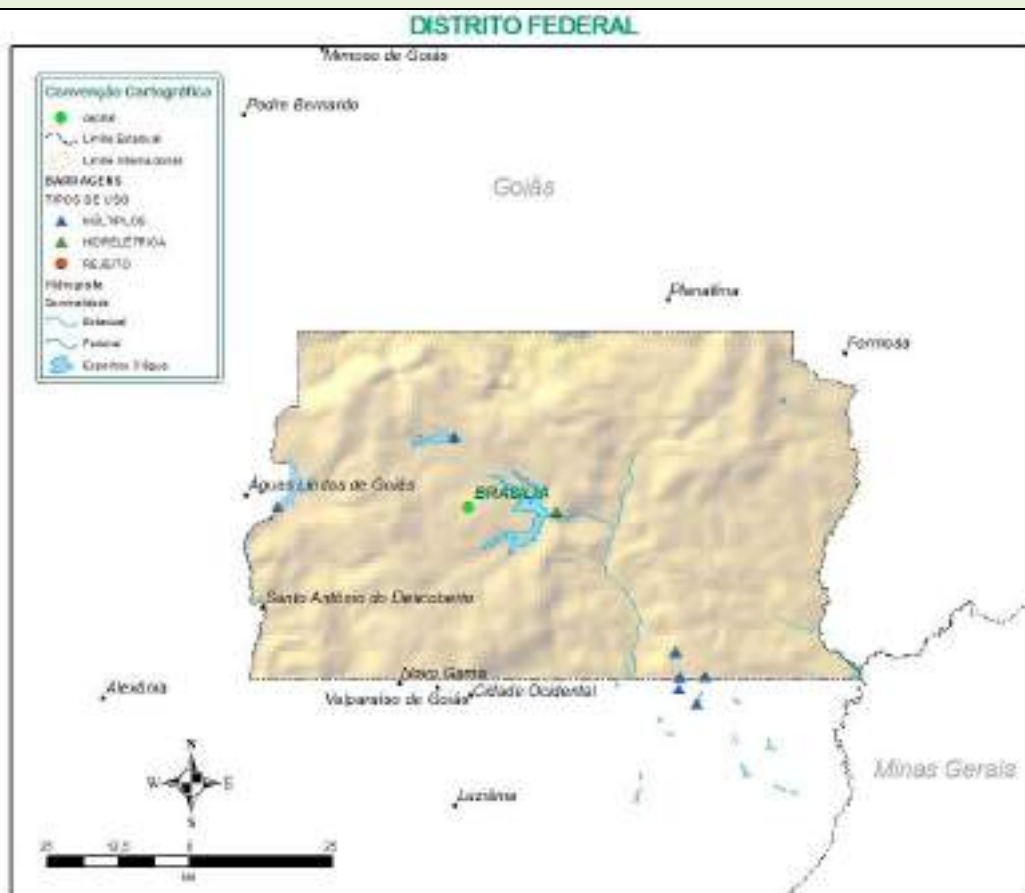 DISTRITO FEDERAL
Mimoso de Goiás
Padre Bernardo
Convenção Cartográfica
Limite Estadual
Limite Internacional
BARRAGENS
TIPOS DE USO
MÚLTIPLOS
HIDRELÉTRICA
REJEITO
Hidrografia
Estadual
Federal
Goiás
Planaltina
Formosa
Águas Lindas de Goiás
BRASÍLIA
Santo Antônio do Descoberto
Alexânia
Novo Gama
Valparaíso de Goiás
Cidade Ocidental
Minas Gerais
Luziânia
N
W
E
S
25
12,5
0
25